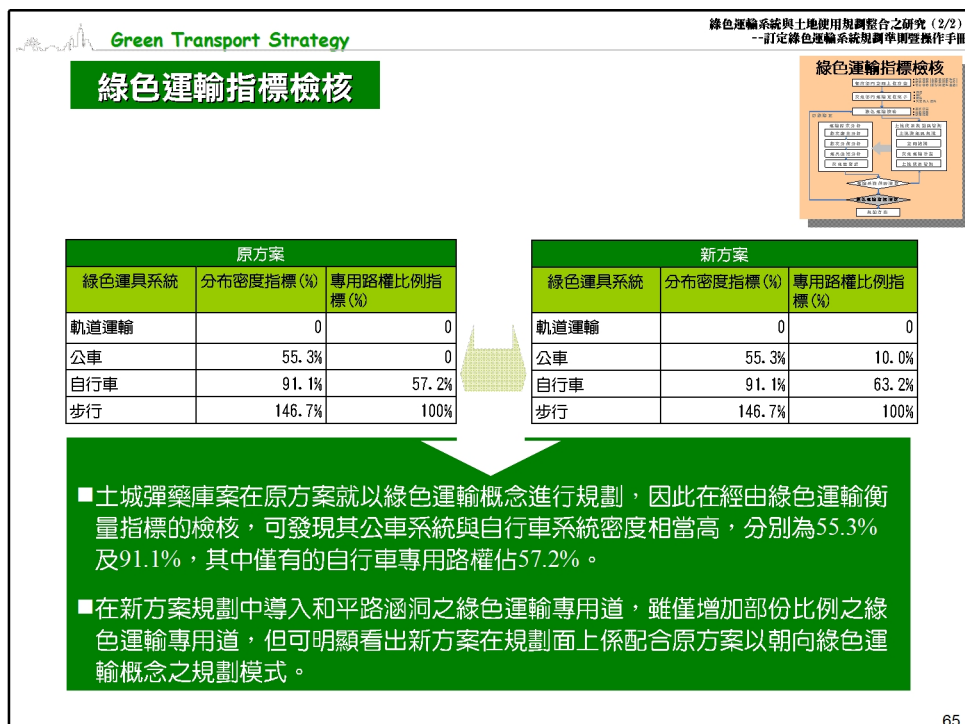 綠色運輸系統與土地使用規劃整合之研究（2/2）
--訂定綠色運輸系統規劃準則暨操作手冊
Green Transport Strategy
綠色運輸指標檢核
綠色運輸指標檢核
原方案
綠色運具系統 分布密度指標(%) 專用路權比例指標(%)
軌道運輸 0 0
公車 55.3% 0
自行車 91.1% 57.2%
步行 146.7% 100%
新方案
綠色運具系統 分布密度指標(%) 專用路權比例指標(%)
軌道運輸 0 0
公車 55.3% 10.0%
自行車 91.1% 63.2%
步行 146.7% 100%
■土城彈藥庫案在原方案就以綠色運輸概念進行規劃，因此在經由綠色運輸衡
量指標的檢核，可發現其公車系統與自行車系統密度相當高，分別為55.3%
及91.1%，其中僅有的自行車專用路權佔57.2%。
■在新方案規劃中導入和平路涵洞之綠色運輸專用道，雖僅增加部份比例之綠
色運輸專用道，但可明顯看出新方案在規劃面上係配合原方案以朝向綠色運
輸概念之規劃模式。
65